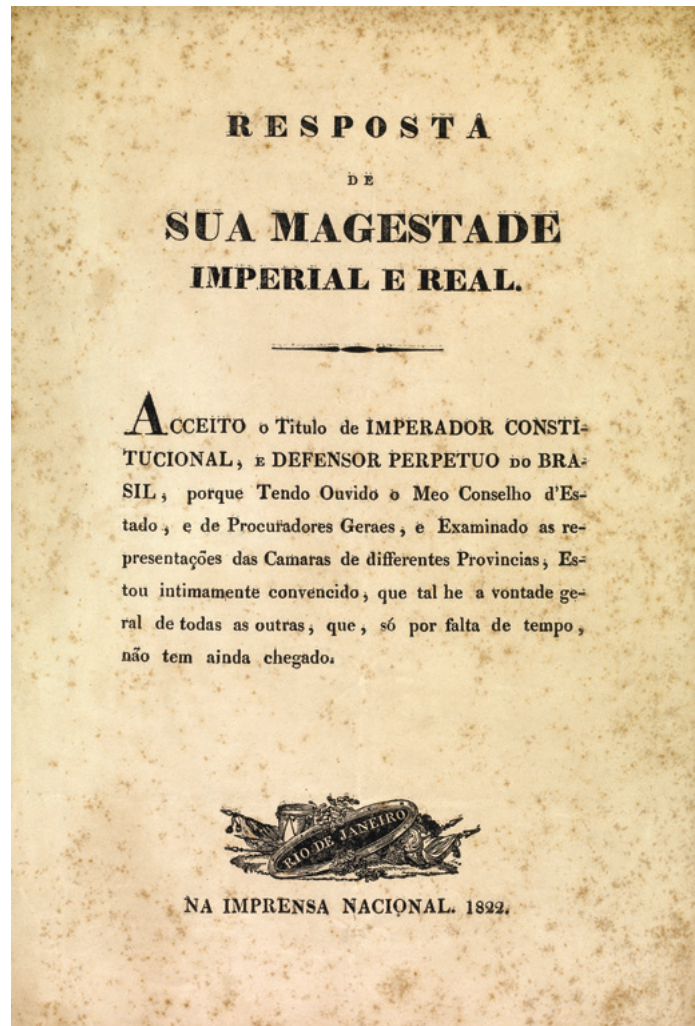 RESPOSTA
DE
SUA MAGESTADE
IMPERIAL E REAL.
ACCEITO o Titulo de IMPERADOR CONSTI-
TUCIONAL, E DEFENSOR PERPETUO DO BRA-
SIL, porque Tendo Ouvido o Meo Conselho d'Es-
tado, e de Procuradores Geraes, e Examinado as re-
presentações das Camaras de differentes Provincias, Es-
tou intimamente convencido, que tal he a vontade ge-
ral de todas as outras, que, só por falta de tempo,
não tem ainda chegado.
RIO DE JANEIRO
NA IMPRENSA NACIONAL. 1822.